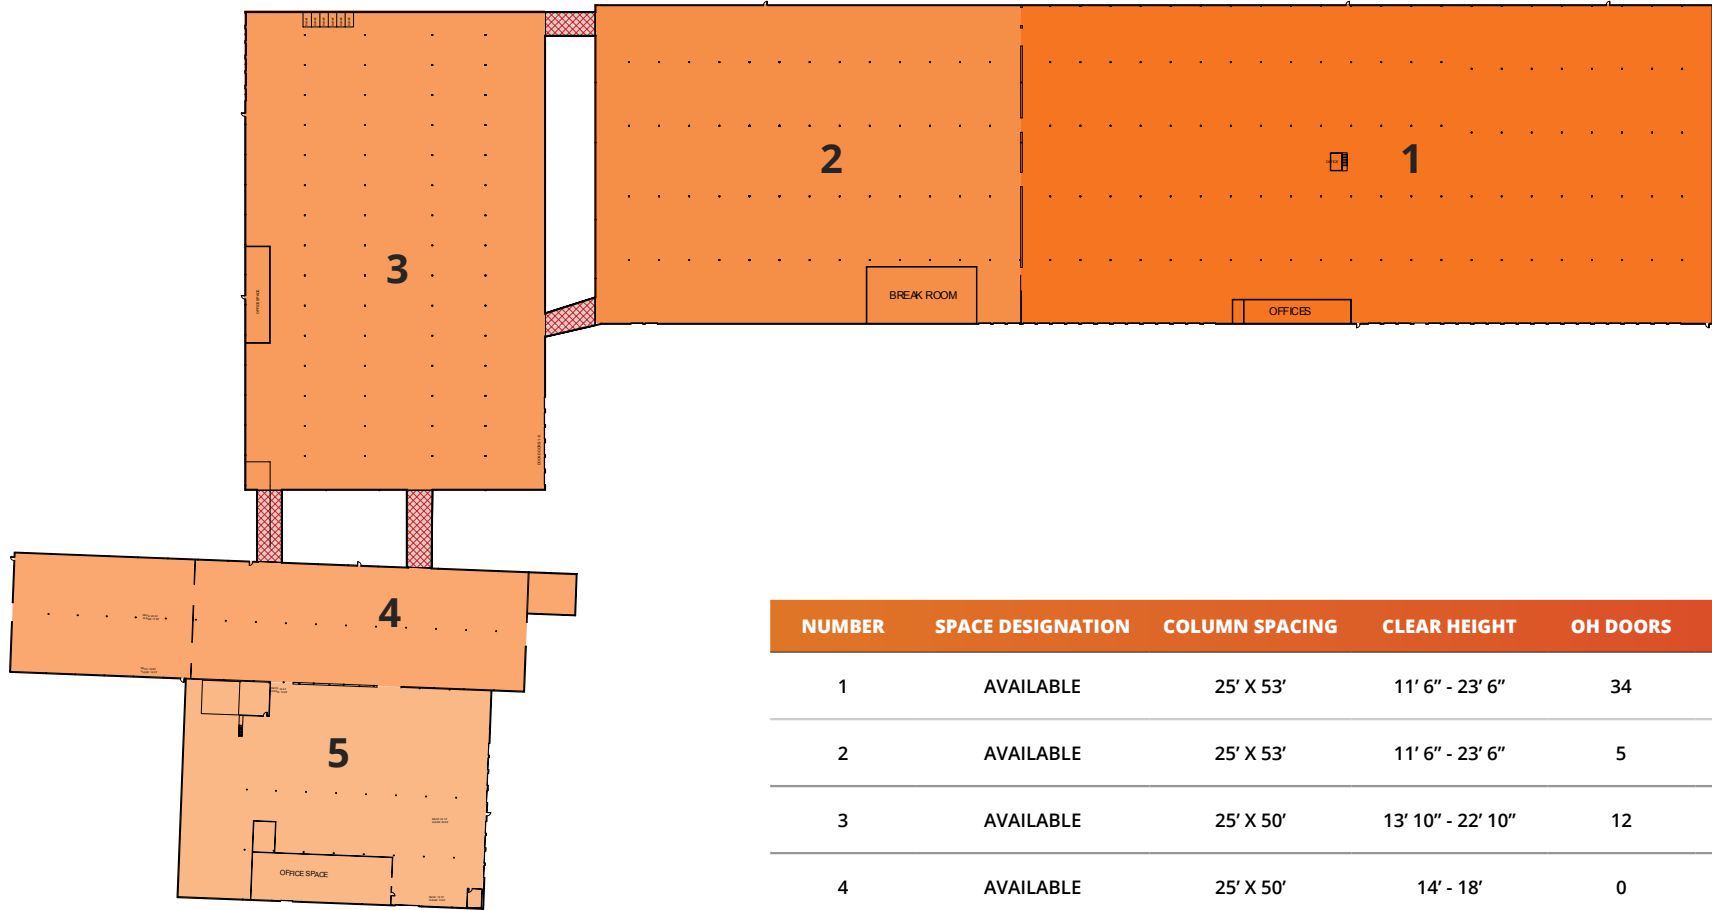 3
2
1
BREAK ROOM
OFFICES
OFFICE SPACE
4
5
OFFICE SPACE
NUMBER SPACE DESIGNATION COLUMN SPACING CLEAR HEIGHT OH DOORS
1 AVAILABLE 25’ X 53’ 11’ 6” - 23’ 6” 34
2 AVAILABLE 25’ X 53’ 11’ 6” - 23’ 6” 5
3 AVAILABLE 25’ X 50’ 13’ 10” - 22’ 10” 12
4 AVAILABLE 25’ X 50’ 14’ - 18’ 0